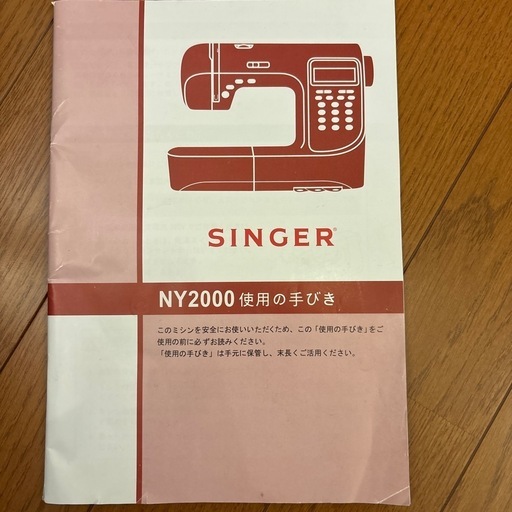 SINGER®
NY2000 使用の手びき
このミシンを安全にお使いいただくため、この「使用の手びき」をご
使用の前に必ずお読みください。
「使用の手びき」は手元に保管し、末長くご活用ください。